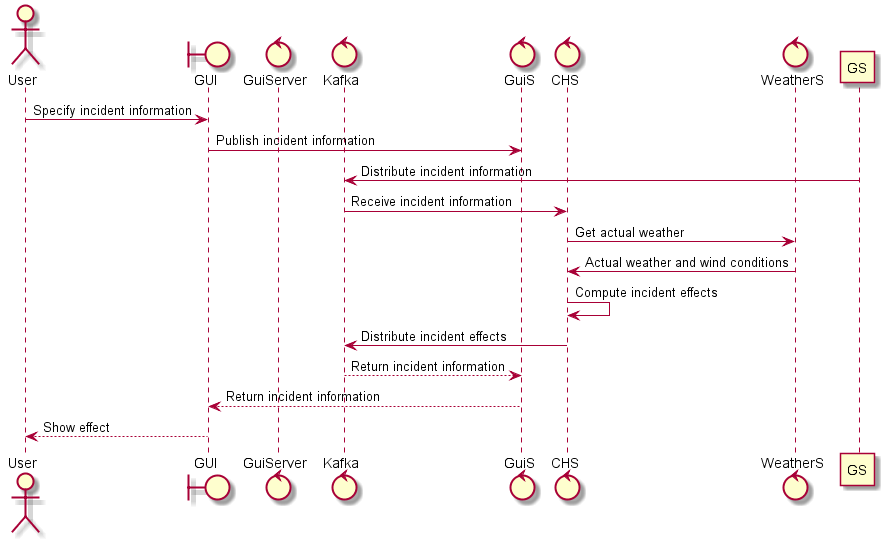 User
GUI
GuiServer
Kafka
GuiS
CHS
WeatherS
GS
Specify incident information
Publish incident information
Distribute incident information
Receive incident information
Get actual weather
Actual weather and wind conditions
Compute incident effects
Distribute incident effects
Return incident information
Return incident information
Show effect
User
GUI
GuiServer
Kafka
GuiS
CHS
WeatherS
GS